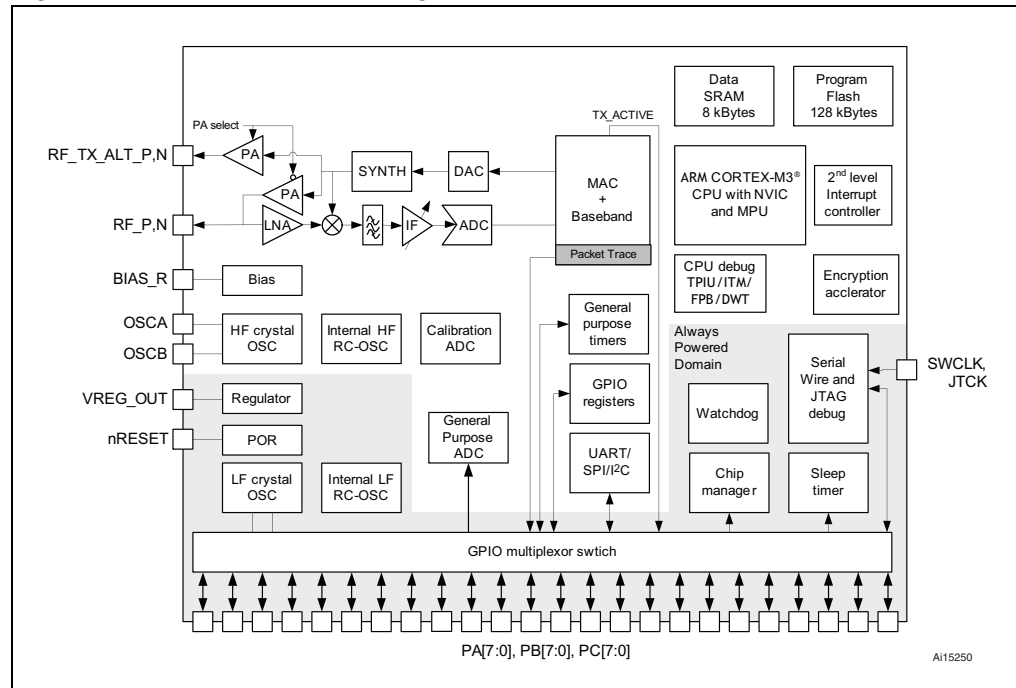 Data
SRAM
8 kBytes
Program
Flash
128 kBytes
TX_ACTIVE
PA select
RF_TX_ALT_P,N
PA
SYNTH
DAC
MAC
+
Baseband
ARM CORTEX-M3®
CPU with NVIC
and MPU
2nd level
Interrupt
controller
PA
RF_P,N
LNA
IF
ADC
Packet Trace
CPU debug
TPIU/ITM/
FPB/DWT
Encryption
acclerator
BIAS_R
Bias
OSCA
OSCB
HF crystal
OSC
Internal HF
RC-OSC
Calibration
ADC
General
purpose
timers
Always
Powered
Domain
Serial
Wire and
JTAG
debug
SWCLK,
JTCK
VREG_OUT
Regulator
GPIO
registers
Watchdog
nRESET
POR
General
Purpose
ADC
UART/
SPI/I2C
LF crystal
OSC
Internal LF
RC-OSC
Chip
manager
Sleep
timer
GPIO multiplexor swtich
PA[7:0], PB[7:0], PC[7:0]
Ai15250